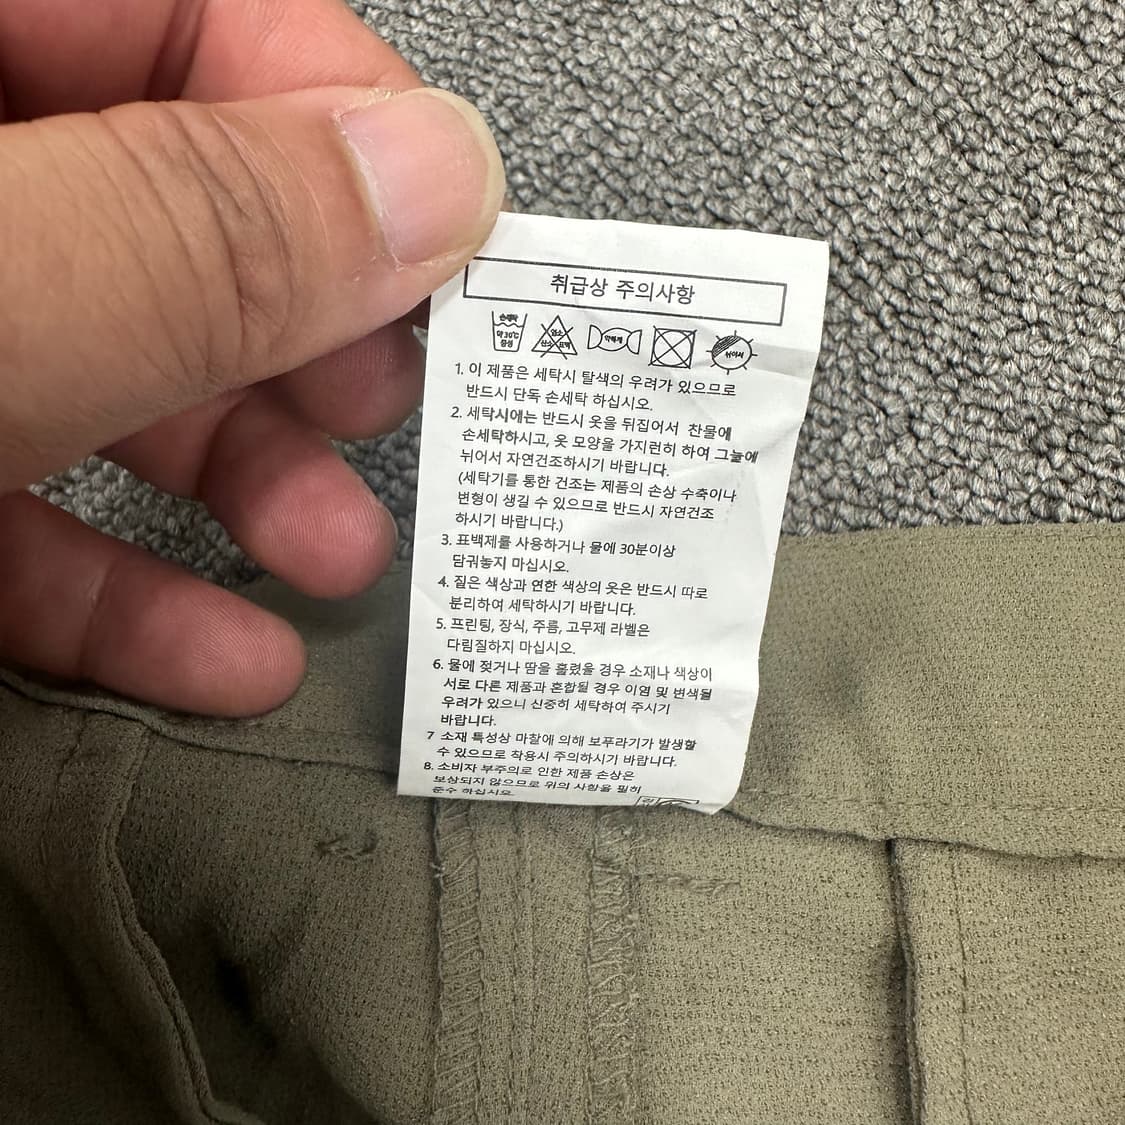 취급상 주의사항
손세탁
약30℃
중성
염소
산소 표백
약하게
뉘어서
1. 이 제품은 세탁시 탈색의 우려가 있으므로
반드시 단독 손세탁 하십시오.
2. 세탁시에는 반드시 옷을 뒤집어서 찬물에
손세탁하시고, 옷 모양을 가지런히 하여 그늘에
뉘어서 자연건조하시기 바랍니다.
(세탁기를 통한 건조는 제품의 손상 수축이나
변형이 생길 수 있으므로 반드시 자연건조
하시기 바랍니다.)
3. 표백제를 사용하거나 물에 30분이상
담궈놓지 마십시오.
4. 짙은 색상과 연한 색상의 옷은 반드시 따로
분리하여 세탁하시기 바랍니다.
5. 프린팅, 장식, 주름, 고무제 라벨은
다림질하지 마십시오.
6. 물에 젖거나 땀을 흘렸을 경우 소재나 색상이
서로 다른 제품과 혼합될 경우 이염 및 변색될
우려가 있으니 신중히 세탁하여 주시기
바랍니다.
7 소재 특성상 마찰에 의해 보푸라기가 발생할
수 있으므로 착용시 주의하시기 바랍니다.
8. 소비자 부주의로 인한 제품 손상은
보상되지 않으므로 위의 사항을 필히
준수 하십시오.